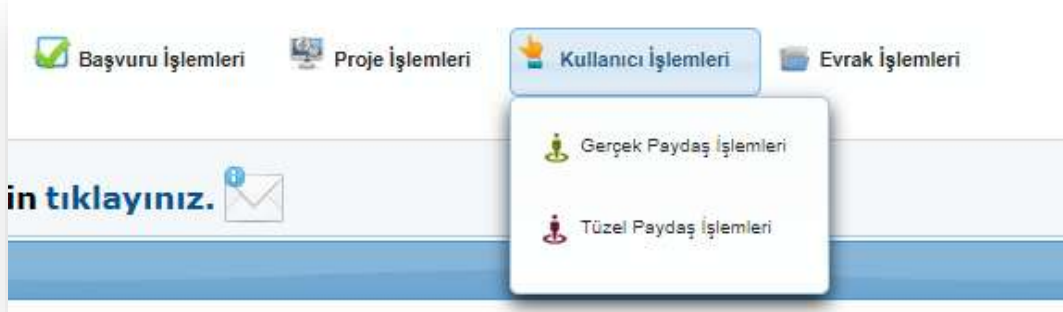 Başvuru İşlemleri Proje İşlemleri Kullanıcı İşlemleri Evrak İşlemleri
Gerçek Paydaş İşlemleri
in tıklayınız.
Tüzel Paydaş İşlemleri